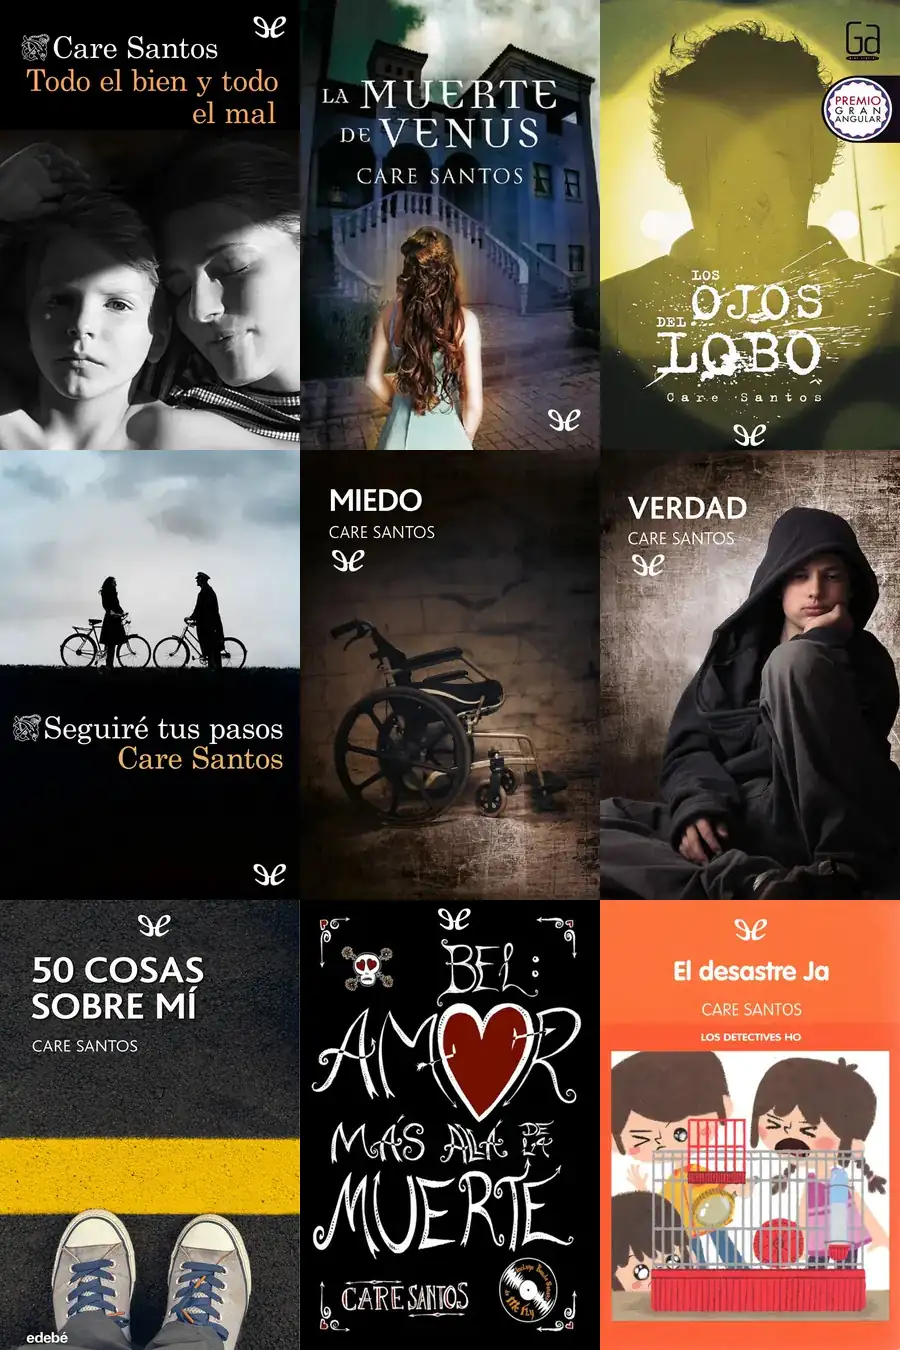 Care Santos
Todo el bien y todo
el mal
LA MUERTE
DE VENUS
CARE SANTOS
Ga
PREMIO
GRAN
ANGULAR
LOS
OJOS
DEL
LOBO
Care Santos
Seguiré tus pasos
Care Santos
MIEDO
CARE SANTOS
VERDAD
CARE SANTOS
50 COSAS
SOBRE MÍ
CARE SANTOS
edebé
BEL:
AMOR
MÁS ALLÁ DE LA
MUERTE
CARE SANTOS
El desastre Ja
CARE SANTOS
LOS DETECTIVES HO